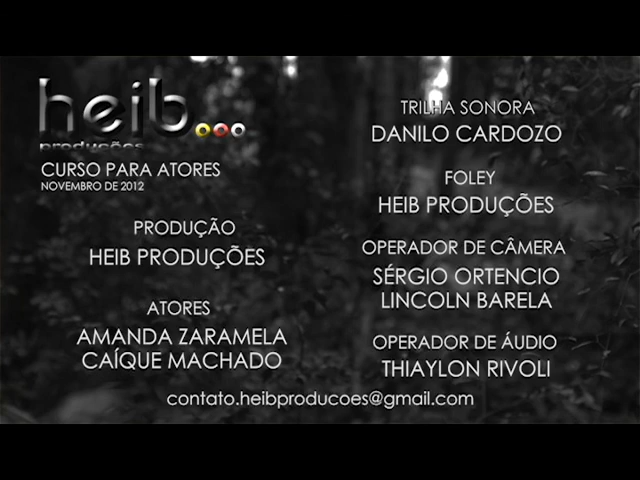 heib...
produções
CURSO PARA ATORES
NOVEMBRO DE 2012
PRODUÇÃO
HEIB PRODUÇÕES
ATORES
AMANDA ZARAMELA
CAÍQUE MACHADO
TRILHA SONORA
DANILO CARDOZO
FOLEY
HEIB PRODUÇÕES
OPERADOR DE CÂMERA
SÉRGIO ORTENCIO
LINCOLN BARELA
OPERADOR DE ÁUDIO
THIAYLON RIVOLI
contato.heibproducoes@gmail.com